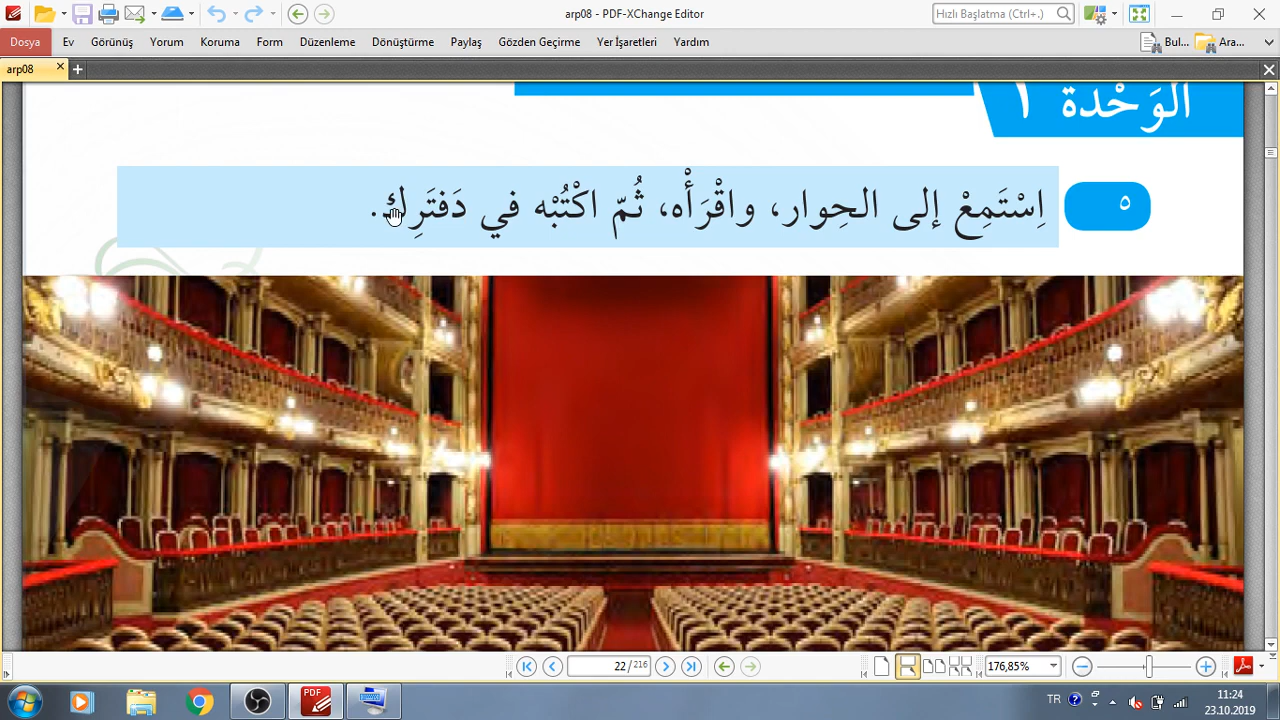 arp08 - PDF-XChange Editor
Hızlı Başlatma (Ctrl+.)
Dosya Ev Görünüş Yorum Koruma Form Düzenleme Dönüştürme Paylaş Gözden Geçirme Yer İşaretleri Yardım Bul... Ara...
arp08
الوَحْدة ١
٥ اِسْتَمِعْ إلى الحِوار، واقْرَأْه، ثُمّ اكْتُبْه في دَفتَرِك.
22 / 216 176,85%
PDF
TR 11:24
23.10.2019